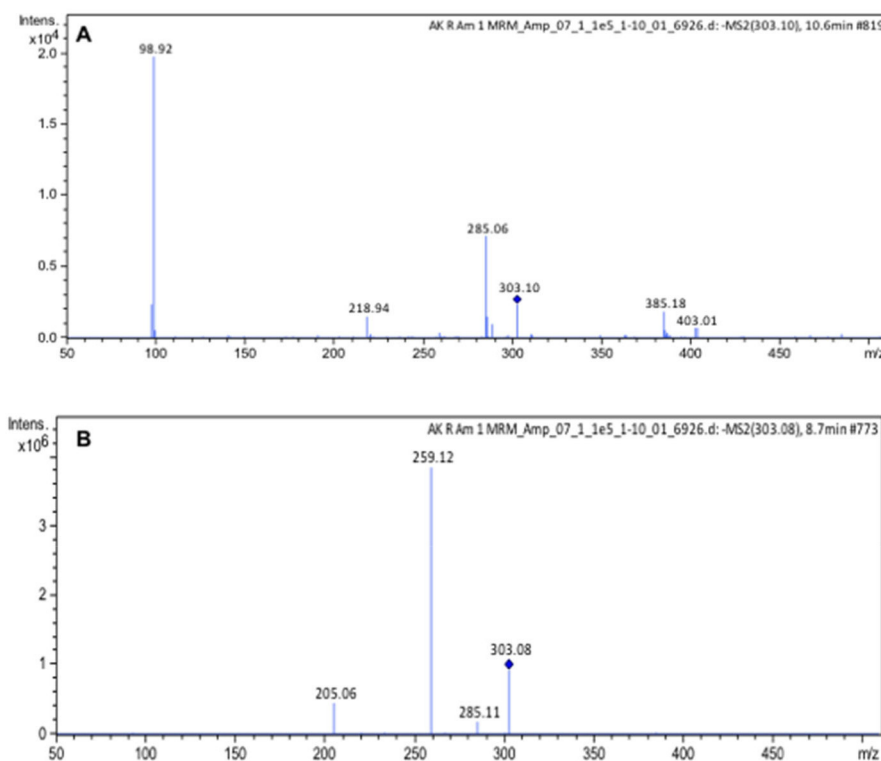 Intens.
x10⁴
A
AK R Am 1 MRM_Amp_07_1_1e5_1-10_01_6926.d: -MS2(303.10), 10.6min #819
98.92
2.0
1.5
1.0
285.06
0.5
303.10
218.94
385.18
403.01
0.0
50 100 150 200 250 300 350 400 450 m/z
Intens.
x10⁶
B
AK R Am 1 MRM_Amp_07_1_1e5_1-10_01_6926.d: -MS2(303.08), 8.7min #773
259.12
3
2
303.08
1
205.06
285.11
0
50 100 150 200 250 300 350 400 450 m/z